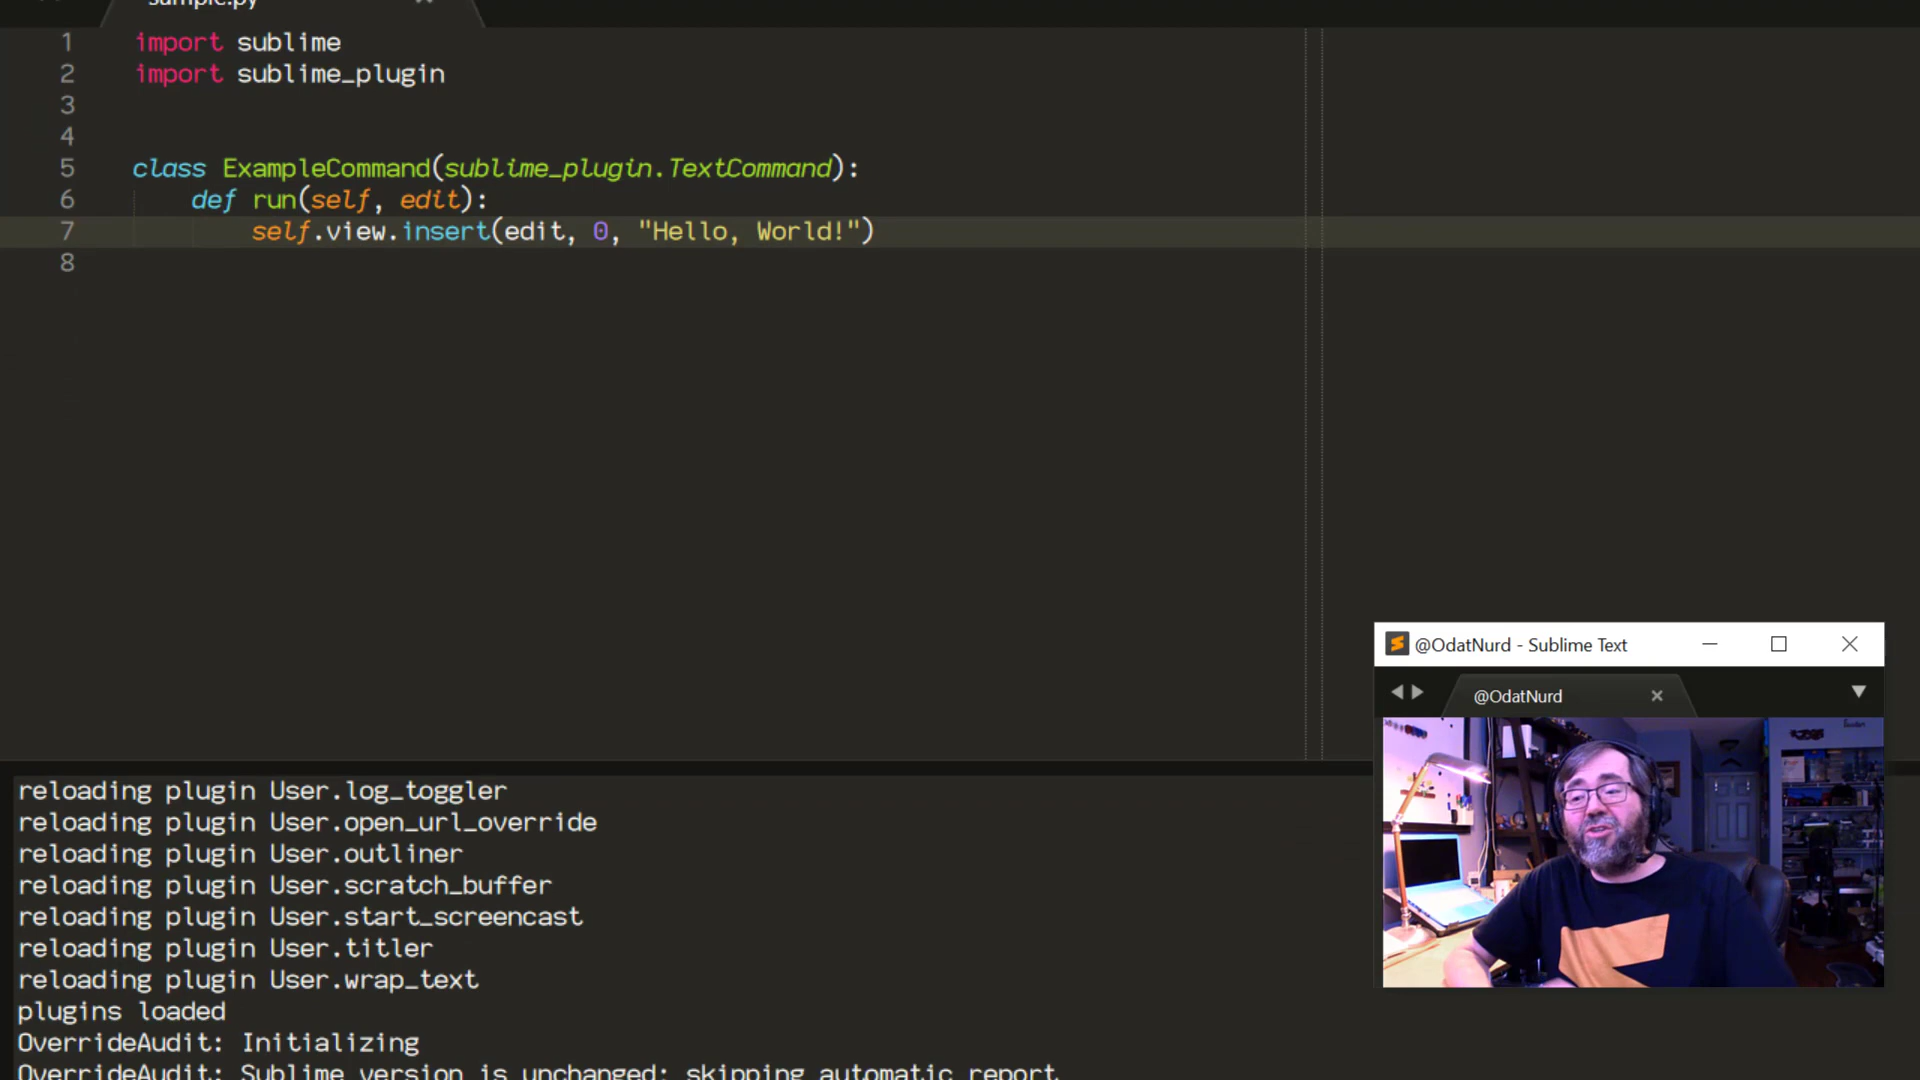 sample.py
1 import sublime
2 import sublime_plugin
3
4
5 class ExampleCommand(sublime_plugin.TextCommand):
6 def run(self, edit):
7 self.view.insert(edit, 0, "Hello, World!")
8
@OdatNurd - Sublime Text
@OdatNurd
reloading plugin User.log_toggler
reloading plugin User.open_url_override
reloading plugin User.outliner
reloading plugin User.scratch_buffer
reloading plugin User.start_screencast
reloading plugin User.titler
reloading plugin User.wrap_text
plugins loaded
OverrideAudit: Initializing
OverrideAudit: Sublime version is unchanged; skipping automatic report